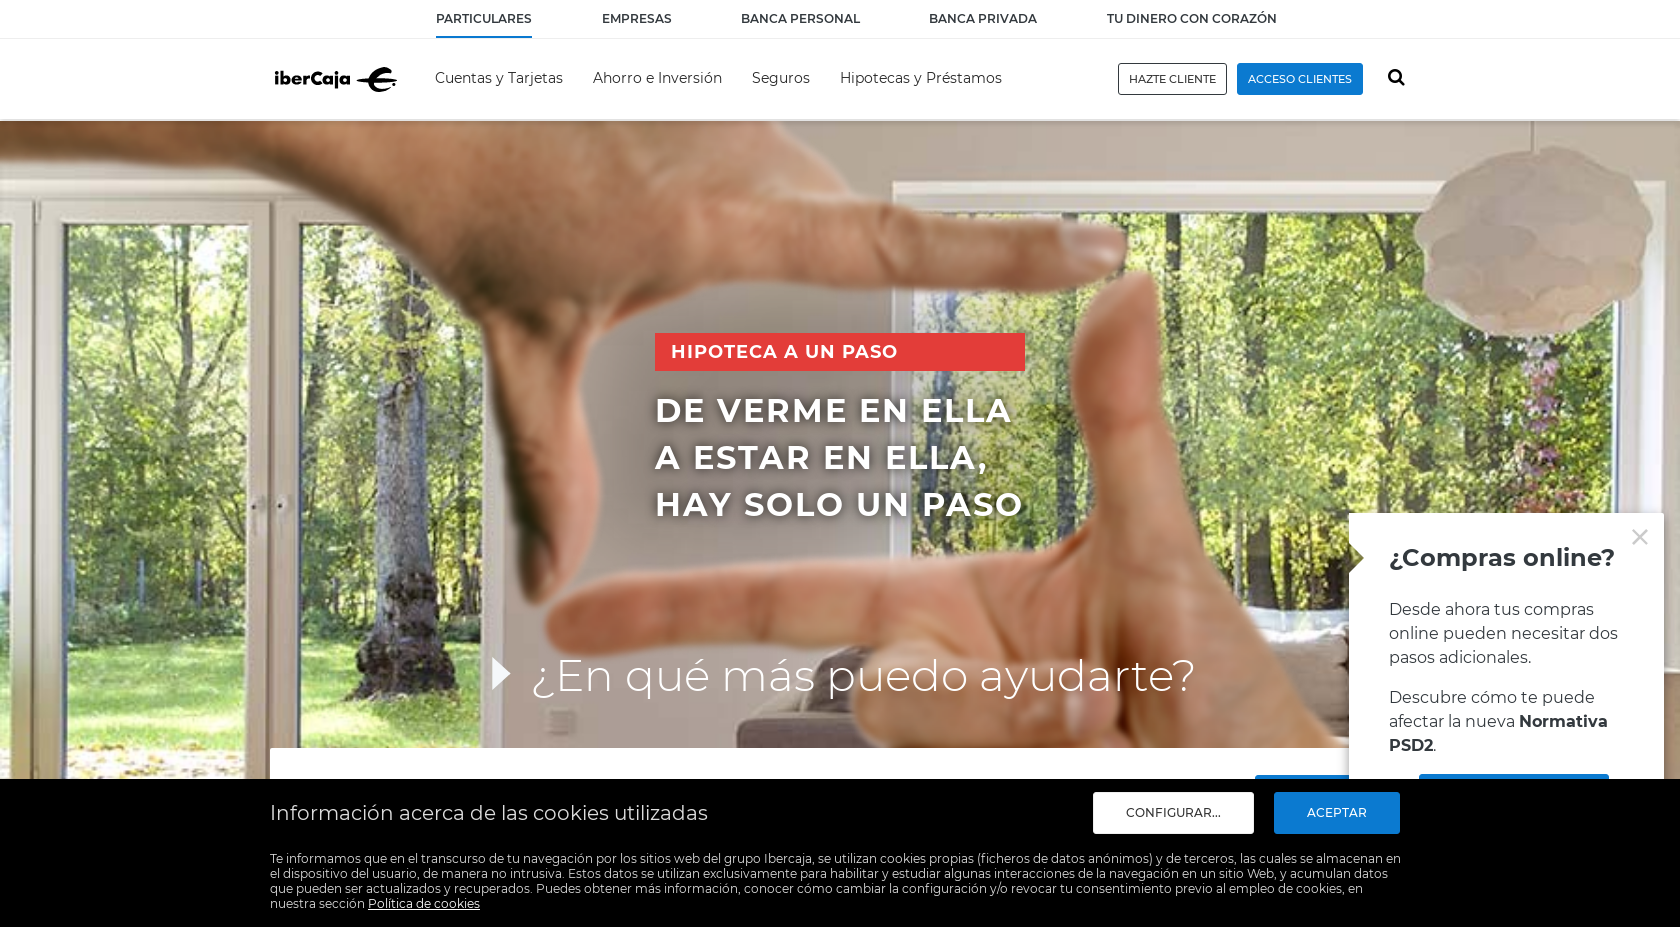 PARTICULARES EMPRESAS BANCA PERSONAL BANCA PRIVADA TU DINERO CON CORAZÓN
iberCaja Cuentas y Tarjetas Ahorro e Inversión Seguros Hipotecas y Préstamos HAZTE CLIENTE ACCESO CLIENTES
HIPOTECA A UN PASO
DE VERME EN ELLA
A ESTAR EN ELLA,
HAY SOLO UN PASO
¿En qué más puedo ayudarte?
¿Compras online?
Desde ahora tus compras
online pueden necesitar dos
pasos adicionales.
Descubre cómo te puede
afectar la nueva Normativa
PSD2.
Información acerca de las cookies utilizadas CONFIGURAR... ACEPTAR
Te informamos que en el transcurso de tu navegación por los sitios web del grupo Ibercaja, se utilizan cookies propias (ficheros de datos anónimos) y de terceros, las cuales se almacenan en
el dispositivo del usuario, de manera no intrusiva. Estos datos se utilizan exclusivamente para habilitar y estudiar algunas interacciones de la navegación en un sitio Web, y acumulan datos
que pueden ser actualizados y recuperados. Puedes obtener más información, conocer cómo cambiar la configuración y/o revocar tu consentimiento previo al empleo de cookies, en
nuestra sección Política de cookies